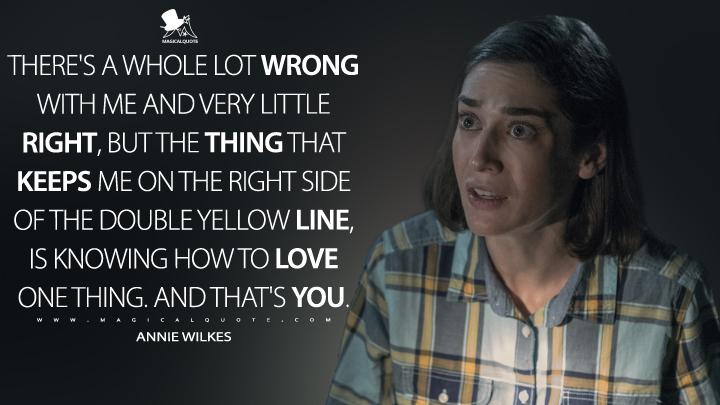 MAGICALQUOTE
THERE'S A WHOLE LOT WRONG
WITH ME AND VERY LITTLE
RIGHT, BUT THE THING THAT
KEEPS ME ON THE RIGHT SIDE
OF THE DOUBLE YELLOW LINE,
IS KNOWING HOW TO LOVE
ONE THING. AND THAT'S YOU.
WWW.MAGICALQUOTE.COM
ANNIE WILKES